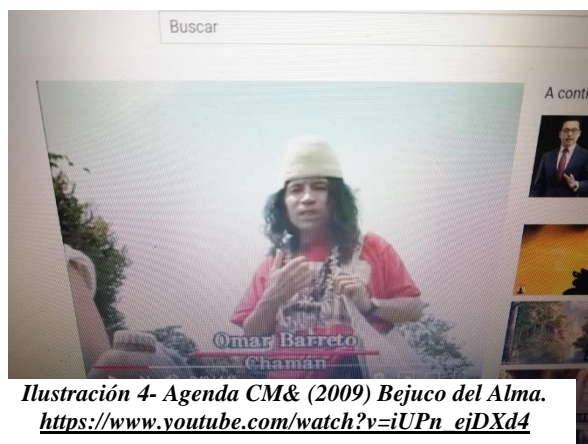 Buscar
A conti
Omar Barreto
Chamán
Ilustración 4- Agenda CM& (2009) Bejuco del Alma.
https://www.youtube.com/watch?v=iUPn_ejDXd4